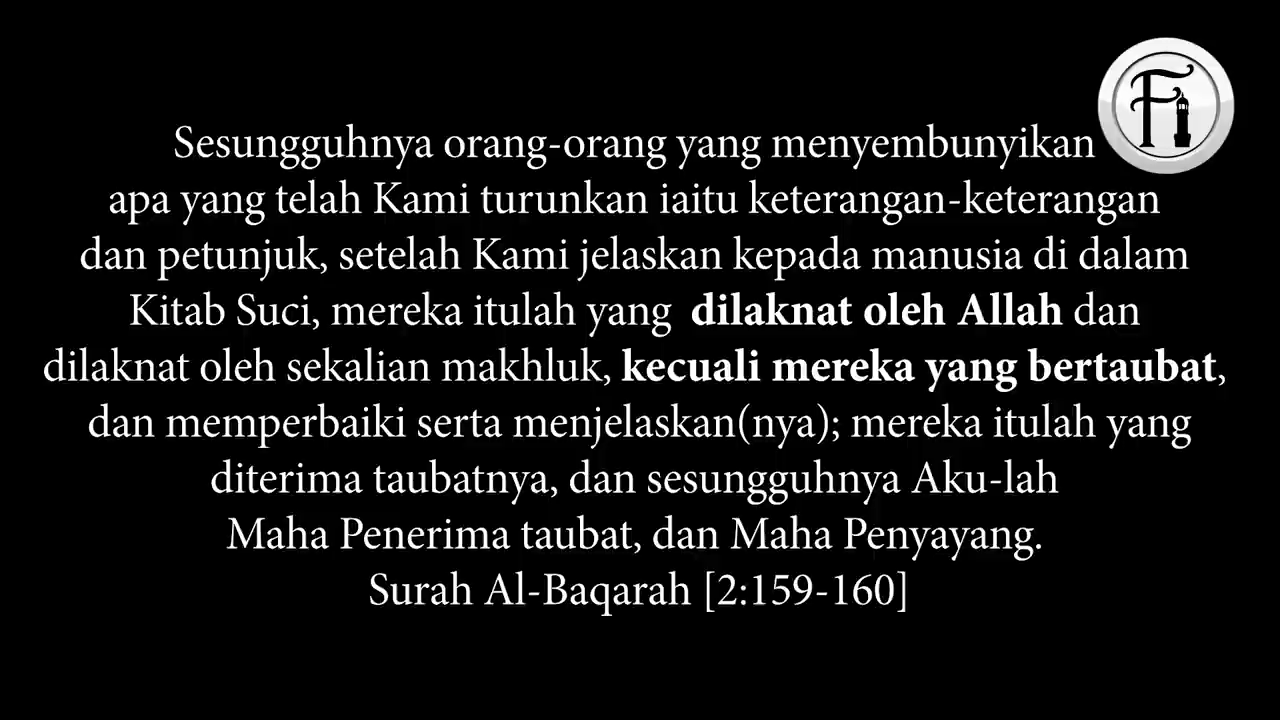 Fi
Sesungguhnya orang-orang yang menyembunyikan
apa yang telah Kami turunkan iaitu keterangan-keterangan
dan petunjuk, setelah Kami jelaskan kepada manusia di dalam
Kitab Suci, mereka itulah yang dilaknat oleh Allah dan
dilaknat oleh sekalian makhluk, kecuali mereka yang bertaubat,
dan memperbaiki serta menjelaskan(nya); mereka itulah yang
diterima taubatnya, dan sesungguhnya Aku-lah
Maha Penerima taubat, dan Maha Penyayang.
Surah Al-Baqarah [2:159-160]